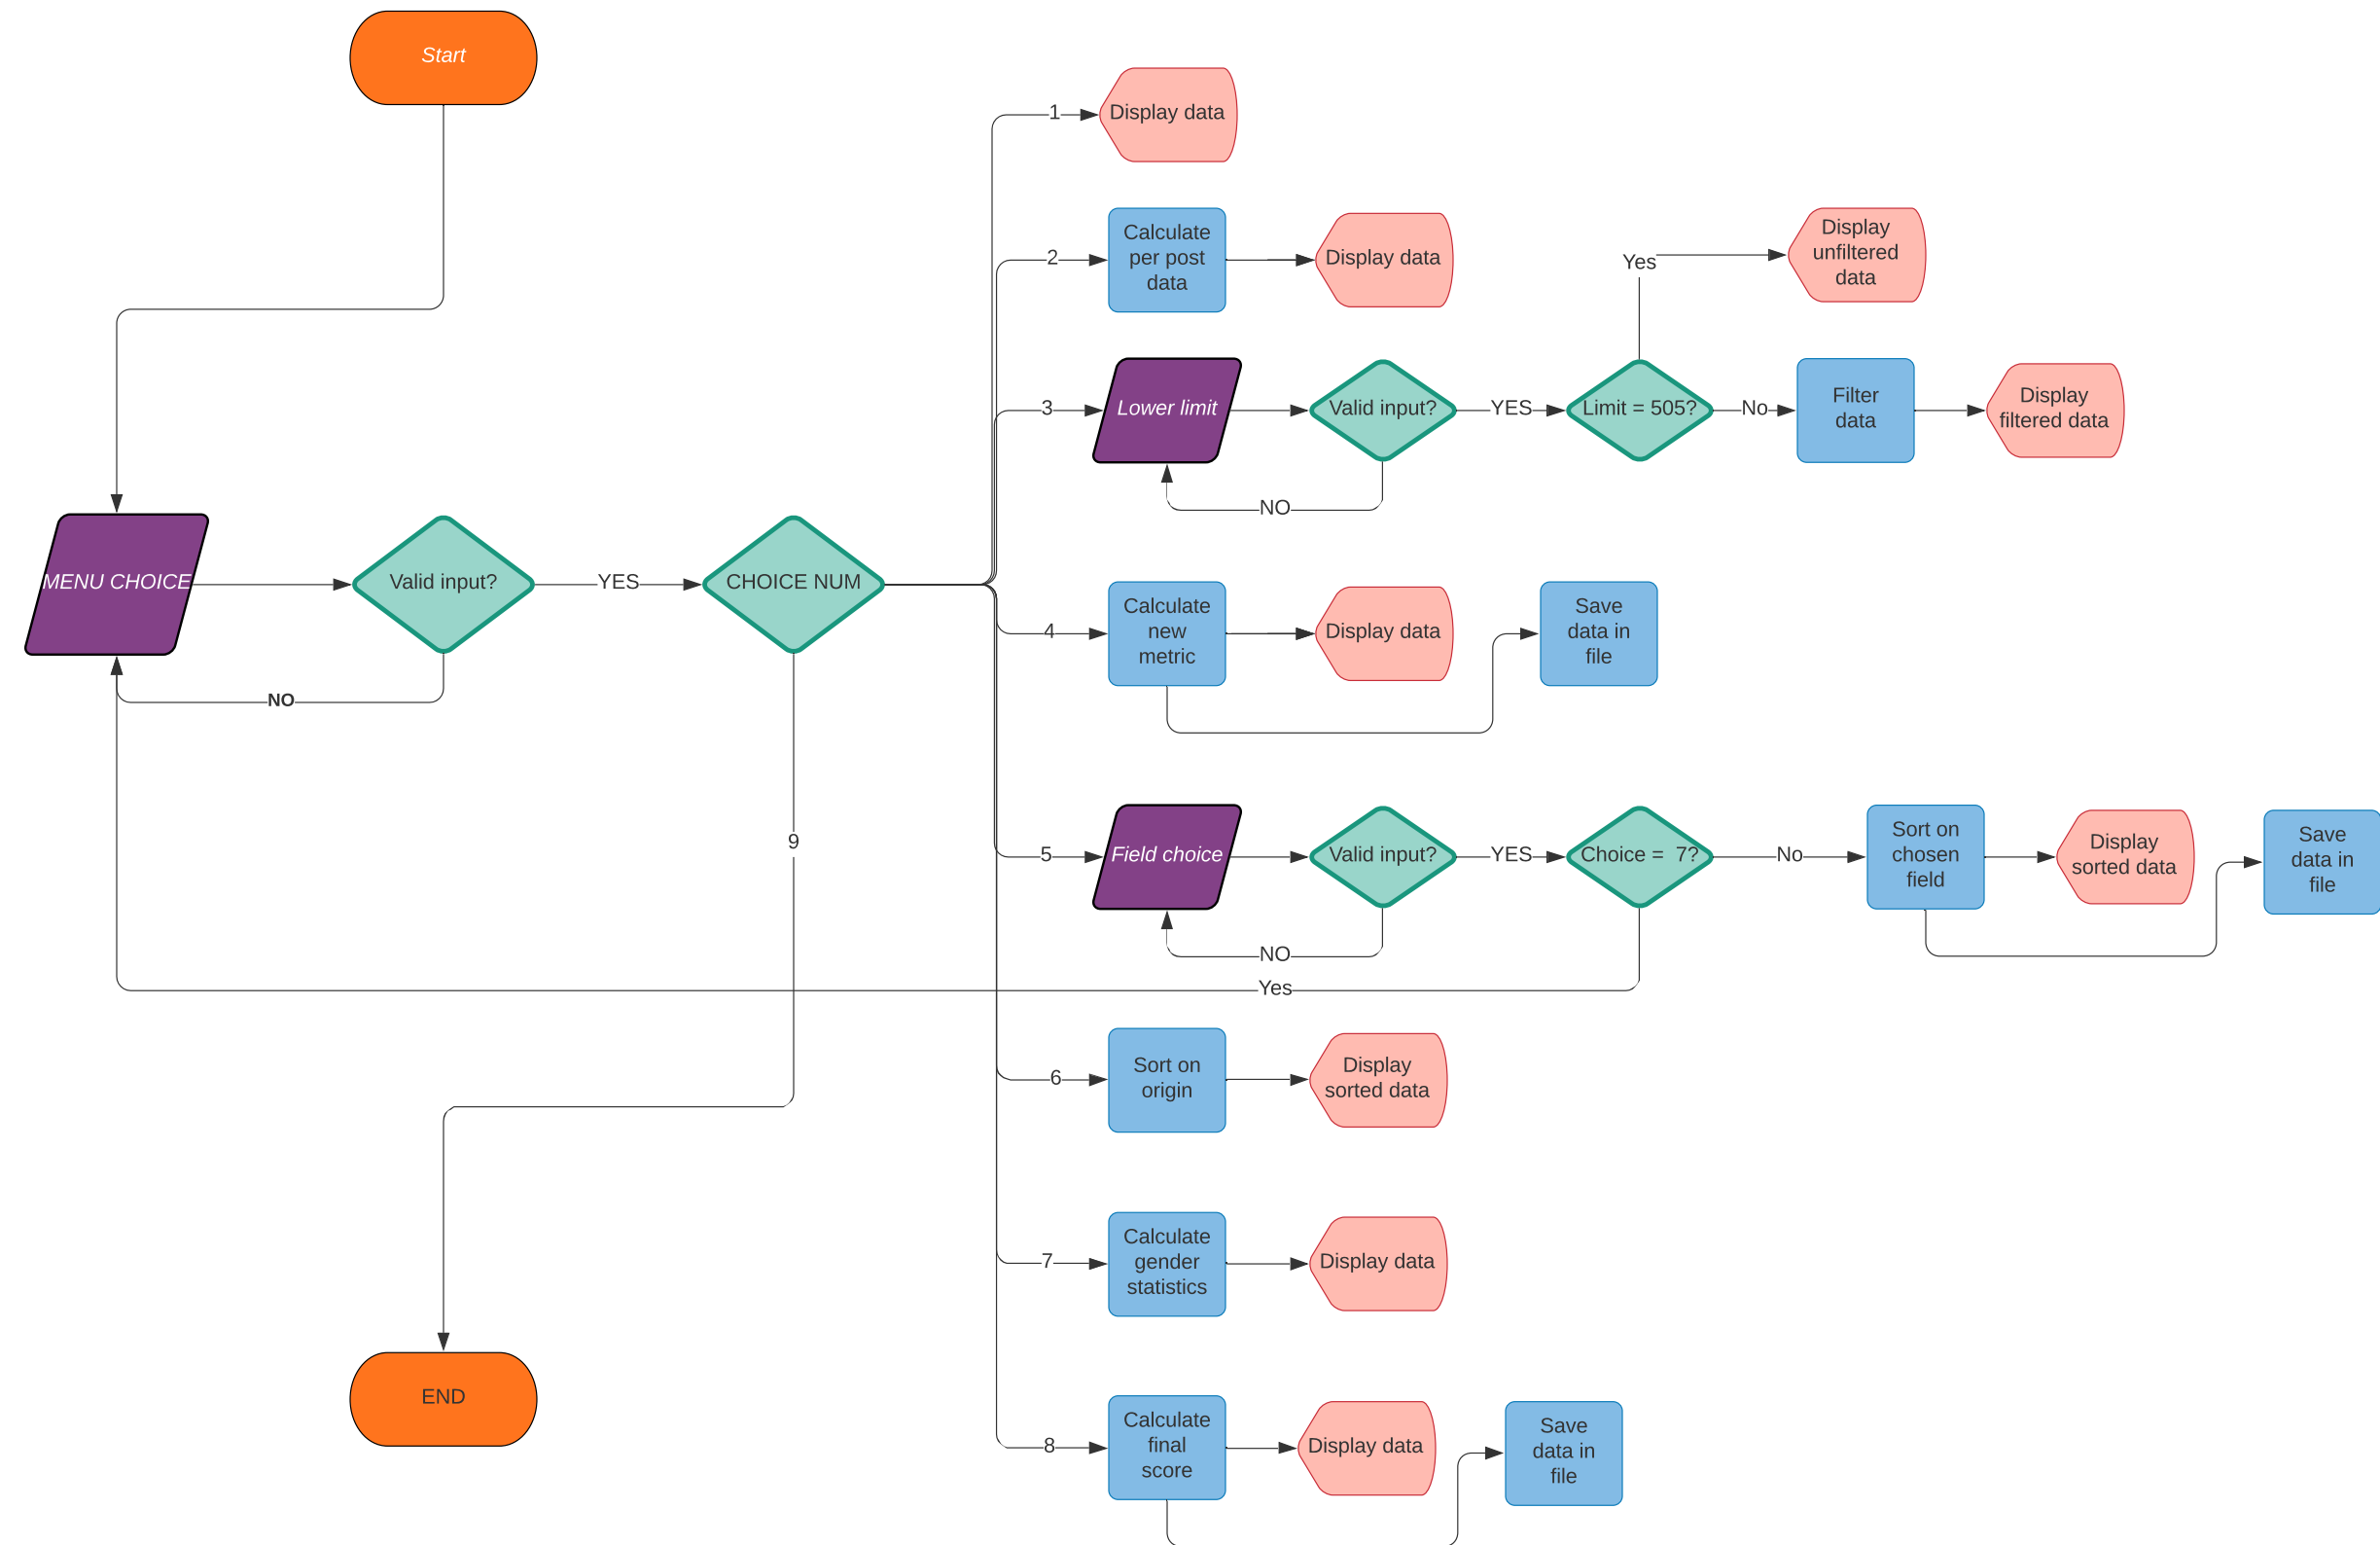 Start
1
Display data
2
Calculate
per post
data
Display data
Yes
Display
unfiltered
data
3
Lower limit
Valid input?
YES
Limit = 505?
No
Filter
data
Display
filtered data
NO
MENU CHOICE
Valid input?
YES
CHOICE NUM
NO
4
Calculate
new
metric
Display data
Save
data in
file
9
5
Field choice
Valid input?
YES
Choice =  7?
No
Sort on
chosen
field
Display
sorted data
Save
data in
file
NO
Yes
6
Sort on
origin
Display
sorted data
7
Calculate
gender
statistics
Display data
END
8
Calculate
final
score
Display data
Save
data in
file